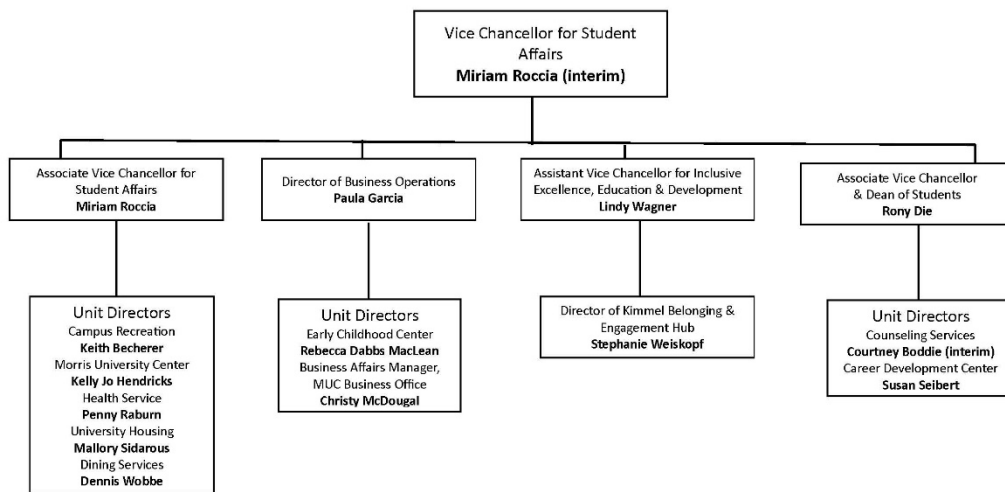 Vice Chancellor for Student
Affairs
Miriam Roccia (interim)
Associate Vice Chancellor for
Student Affairs
Miriam Roccia
Director of Business Operations
Paula Garcia
Assistant Vice Chancellor for Inclusive
Excellence, Education & Development
Lindy Wagner
Associate Vice Chancellor
& Dean of Students
Rony Die
Unit Directors
Campus Recreation
Keith Becherer
Morris University Center
Kelly Jo Hendricks
Health Service
Penny Raburn
University Housing
Mallory Sidarous
Dining Services
Dennis Wobbe
Unit Directors
Early Childhood Center
Rebecca Dabbs MacLean
Business Affairs Manager,
MUC Business Office
Christy McDougal
Director of Kimmel Belonging &
Engagement Hub
Stephanie Weiskopf
Unit Directors
Counseling Services
Courtney Boddie (interim)
Career Development Center
Susan Seibert